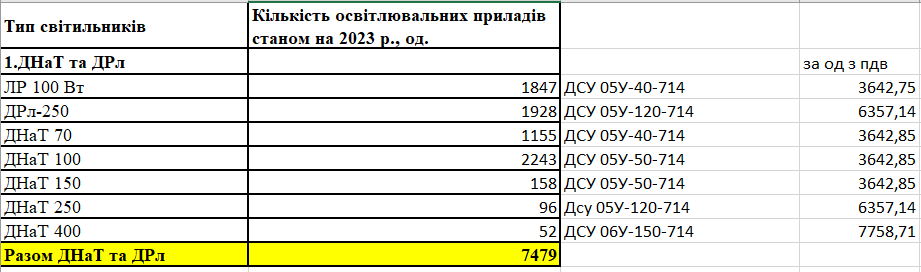 Тип світильників	Кількість освітлювальних приладів
станом на 2023 р., од.
1.ДНаТ та ДРл	за од з пдв
ЛР 100 Вт	1847	ДСУ 05У-40-714	3642,75
ДРл-250	1928	ДСУ 05У-120-714	6357,14
ДНаТ 70	1155	ДСУ 05У-40-714	3642,85
ДНаТ 100	2243	ДСУ 05У-50-714	3642,85
ДНаТ 150	158	ДСУ 05У-50-714	3642,85
ДНаТ 250	96	Дсу 05У-120-714	6357,14
ДНаТ 400	52	ДСУ 06У-150-714	7758,71
Разом ДНаТ та ДРл	7479